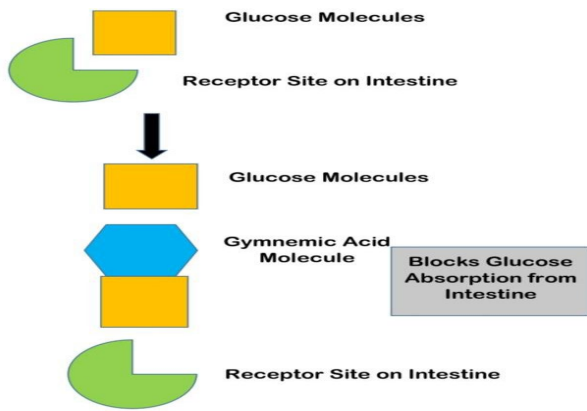 Glucose Molecules
Receptor Site on Intestine
Glucose Molecules
Gymnemic Acid
Molecule
Blocks Glucose
Absorption from
Intestine
Receptor Site on Intestine